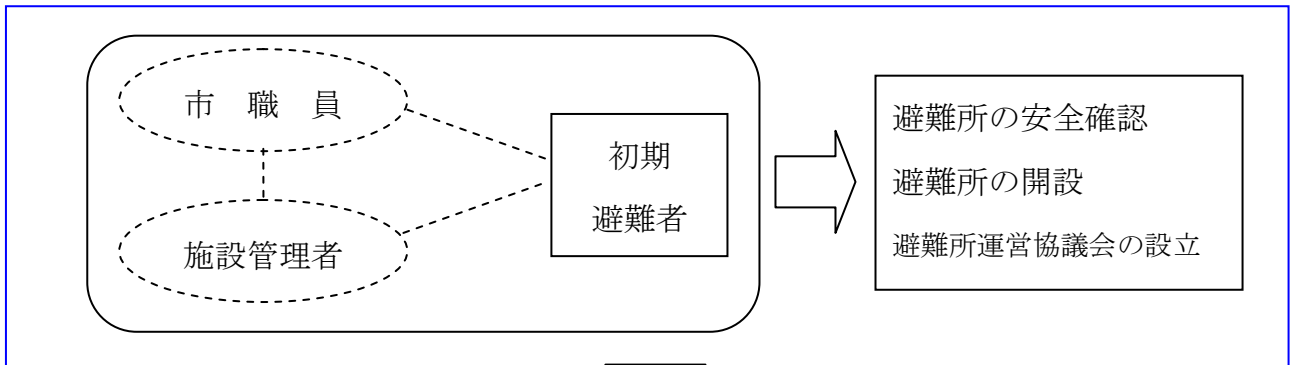 市　職　員
施設管理者
初期
避難者
避難所の安全確認
避難所の開設
避難所運営協議会の設立